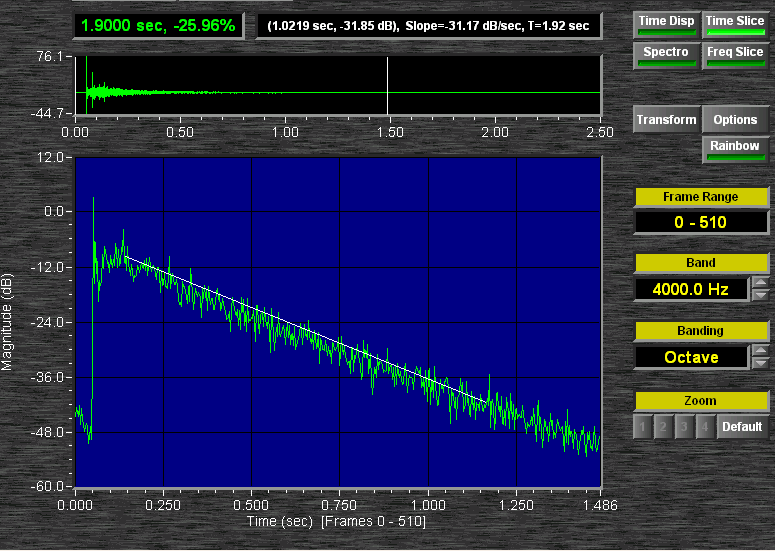 1.9000 sec, -25.96%
(1.0219 sec, -31.85 dB), Slope=-31.17 dB/sec, T=1.92 sec
Time Disp
Time Slice
Spectro
Freq Slice
76.1
-44.7
0.00 0.50 1.00 1.50 2.00 2.50
Transform
Options
Rainbow
12.0
0.0
-12.0
-24.0
-36.0
-48.0
-60.0
Magnitude (dB)
0.000 0.250 0.500 0.750 1.000 1.250 1.486
Time (sec) [Frames 0 - 510]
Frame Range
0 - 510
Band
4000.0 Hz
Banding
Octave
Zoom
1 2 3 4 Default